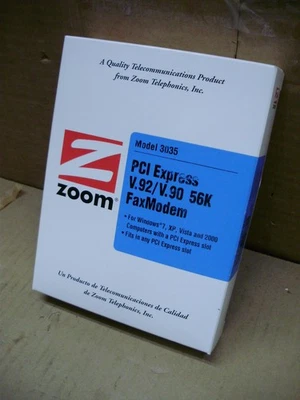 A Quality Telecommunications Product
from Zoom Telephonics, Inc.
Model 3035
PCI Express
V.92/V.90 56K
FaxModem
• For Windows® 7, XP, Vista and 2000
Computers with a PCI Express slot
• Fits in any PCI Express slot
ZOOM®
Un Producto de Telecomunicaciones de Calidad
de Zoom Telephonics, Inc.